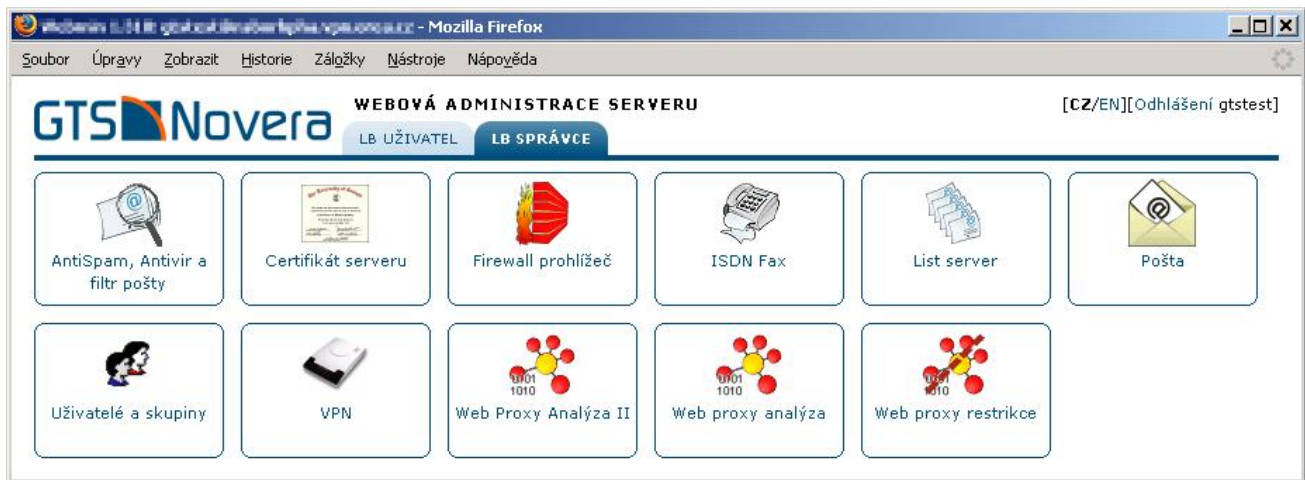 - Mozilla Firefox
Soubor Úpravy Zobrazit Historie Záložky Nástroje Nápověda
GTS Novera
WEBOVÁ ADMINISTRACE SERVERU
[CZ/EN][Odhlášení gtstest]
LB UŽIVATEL LB SPRÁVCE
AntiSpam, Antivir a
filtr pošty
Certifikát serveru
Firewall prohlížeč
ISDN Fax
List server
Pošta
Uživatelé a skupiny
VPN
Web Proxy Analýza II
Web proxy analýza
Web proxy restrikce